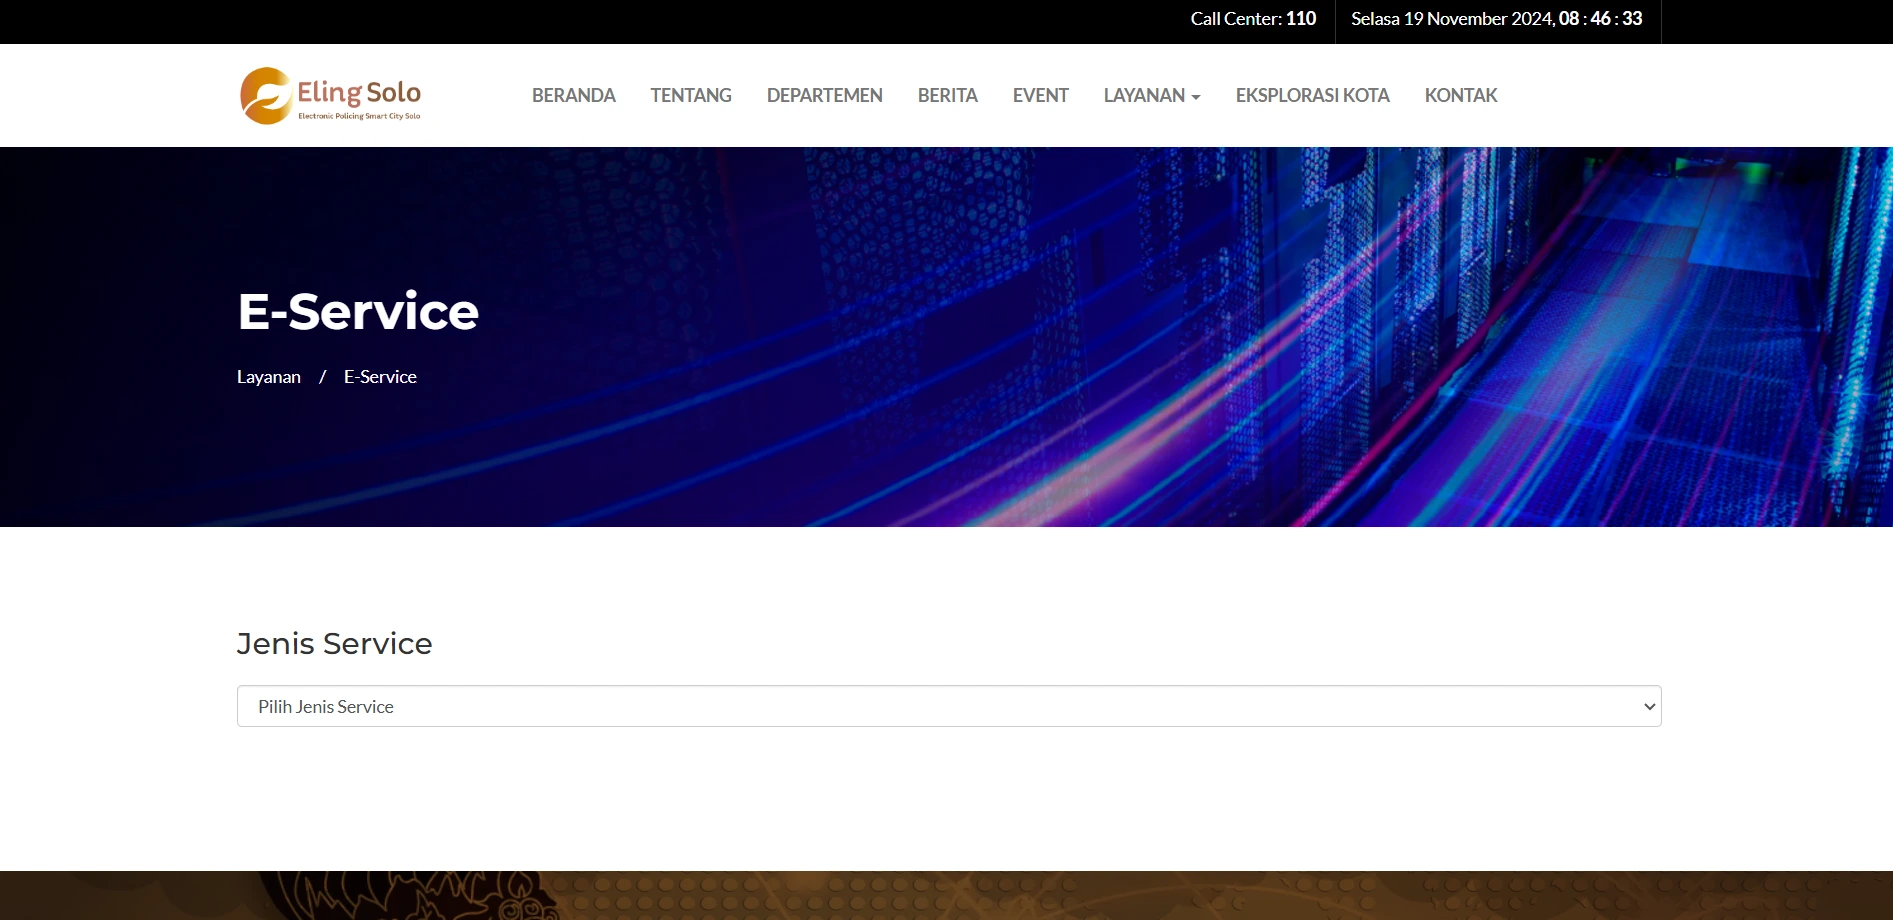 Call Center: 110
Selasa 19 November 2024, 08 : 46 : 33
Eling Solo
Electronic Policing Smart City Solo
BERANDA TENTANG DEPARTEMEN BERITA EVENT LAYANAN EKSPLORASI KOTA KONTAK
E-Service
Layanan / E-Service
Jenis Service
Pilih Jenis Service